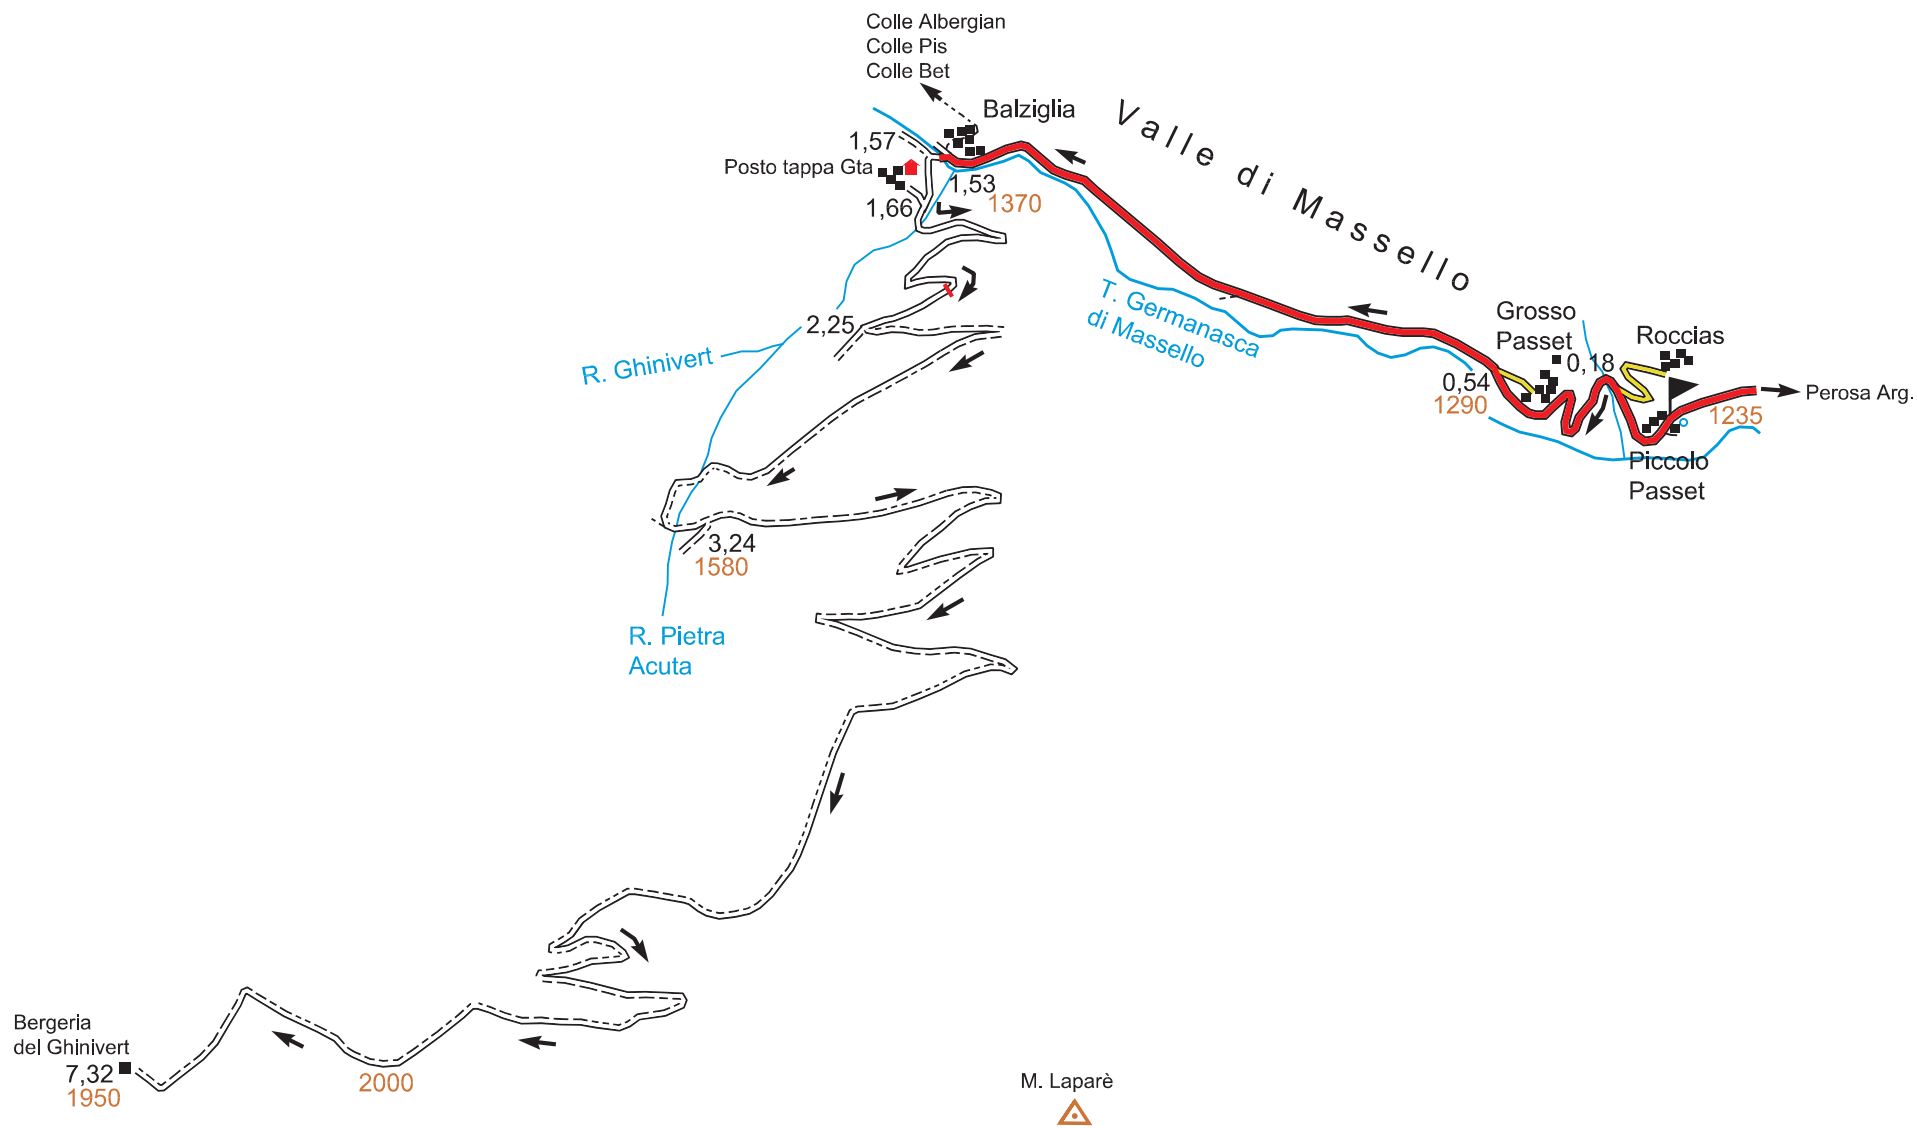 Colle Albergian
Colle Pis
Colle Bet
Balziglia
Valle di Massello
1,57
Posto tappa Gta
1,53
1370
1,66
T. Germanasca
di Massello
Grosso
Passet
Roccias
0,18
2,25
R. Ghinivert
0,54
1290
1235
Perosa Arg.
Piccolo
Passet
3,24
1580
R. Pietra
Acuta
Bergeria
del Ghinivert
7,32
1950
2000
M. Laparè